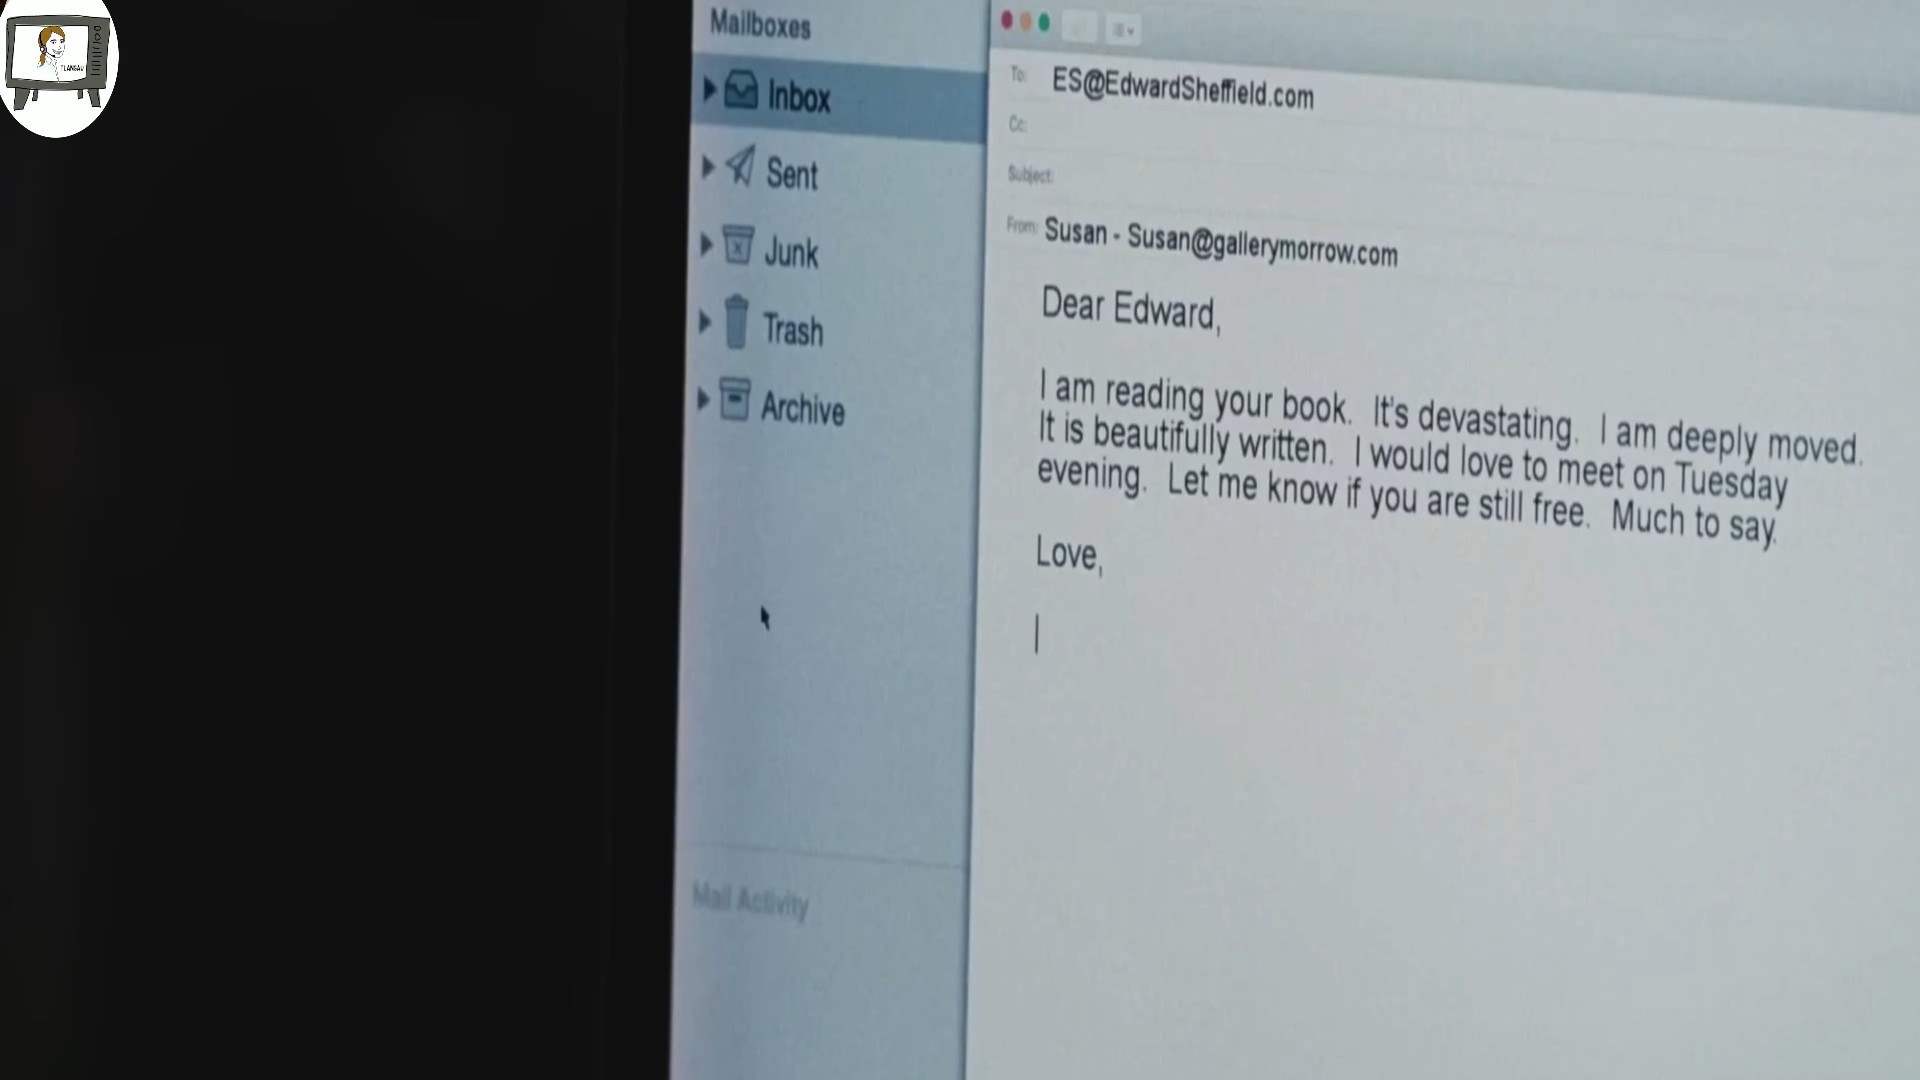 TLANGAU
Mailboxes
Inbox
Sent
Junk
Trash
Archive
Mail Activity
To: ES@EdwardSheffield.com
Cc:
Subject:
From: Susan - Susan@gallerymorrow.com
Dear Edward,
I am reading your book. It's devastating. I am deeply moved.
It is beautifully written. I would love to meet on Tuesday
evening. Let me know if you are still free. Much to say.
Love,